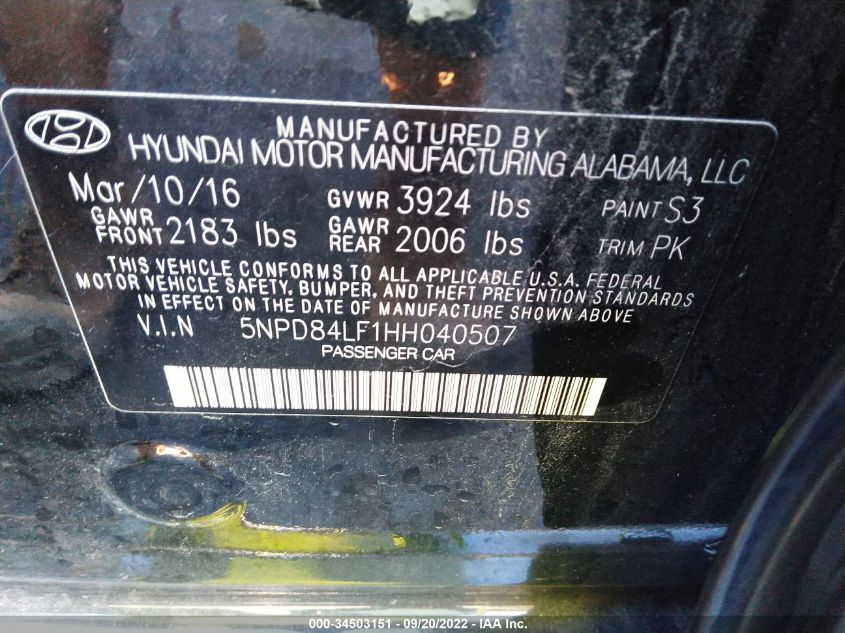 MANUFACTURED BY
HYUNDAI MOTOR MANUFACTURING ALABAMA, LLC
Mar/10/16 GVWR 3924 lbs PAINT S3
GAWR FRONT 2183 lbs GAWR REAR 2006 lbs TRIM PK
THIS VEHICLE CONFORMS TO ALL APPLICABLE U.S.A. FEDERAL
MOTOR VEHICLE SAFETY, BUMPER, AND THEFT PREVENTION STANDARDS
IN EFFECT ON THE DATE OF MANUFACTURE SHOWN ABOVE
V.I.N 5NPD84LF1HH040507
PASSENGER CAR
000-34503151 - 09/20/2022 - IAA Inc.